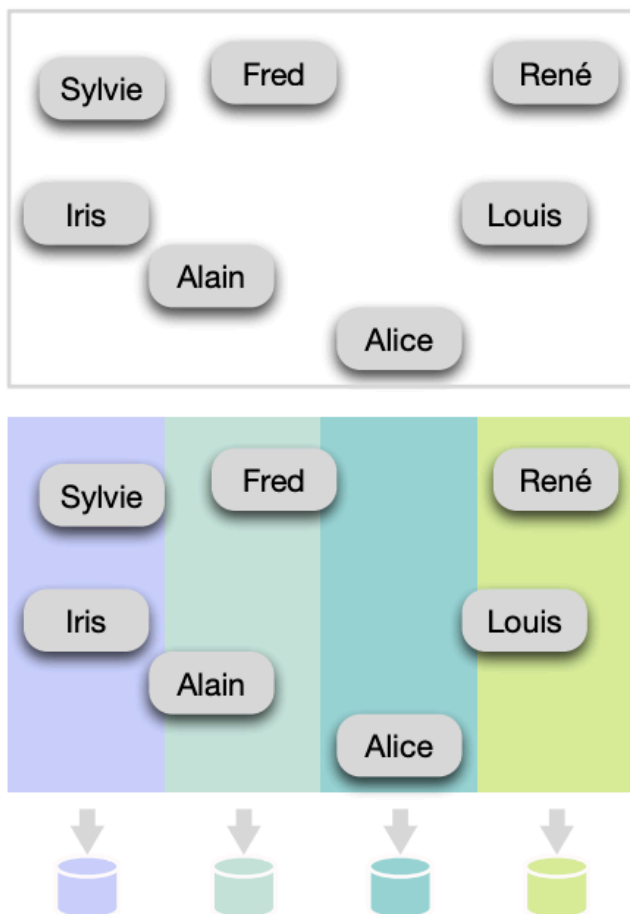 Sylvie
Fred
René
Iris
Louis
Alain
Alice
Sylvie
Fred
René
Iris
Louis
Alain
Alice